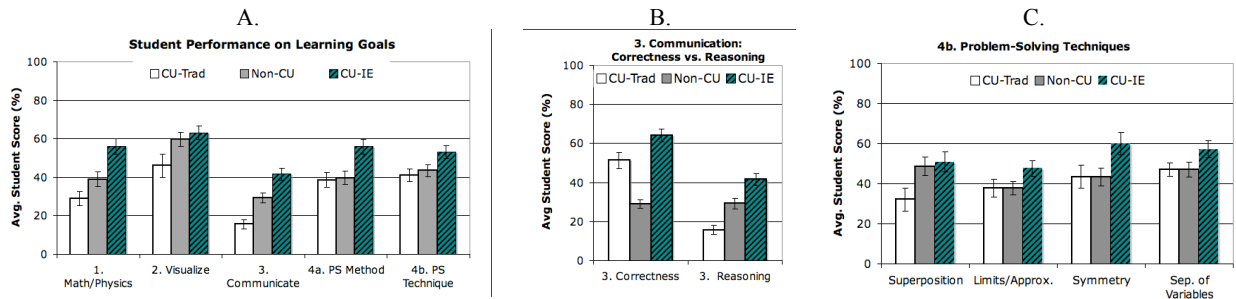 A.
Student Performance on Learning Goals
CU-Trad Non-CU CU-IE
Avg. Student Score (%)
100
80
60
40
20
0
1. Math/Physics
2. Visualize
3. Communicate
4a. PS Method
4b. PS Technique
B.
3. Communication:
Correctness vs. Reasoning
CU-Trad Non-CU CU-IE
Avg Student Score (%)
100
80
60
40
20
0
3. Correctness
3. Reasoning
C.
4b. Problem-Solving Techniques
CU-Trad Non-CU CU-IE
Avg. Student Score (%)
100
80
60
40
20
0
Superposition
Limits/Approx.
Symmetry
Sep. of
Variables